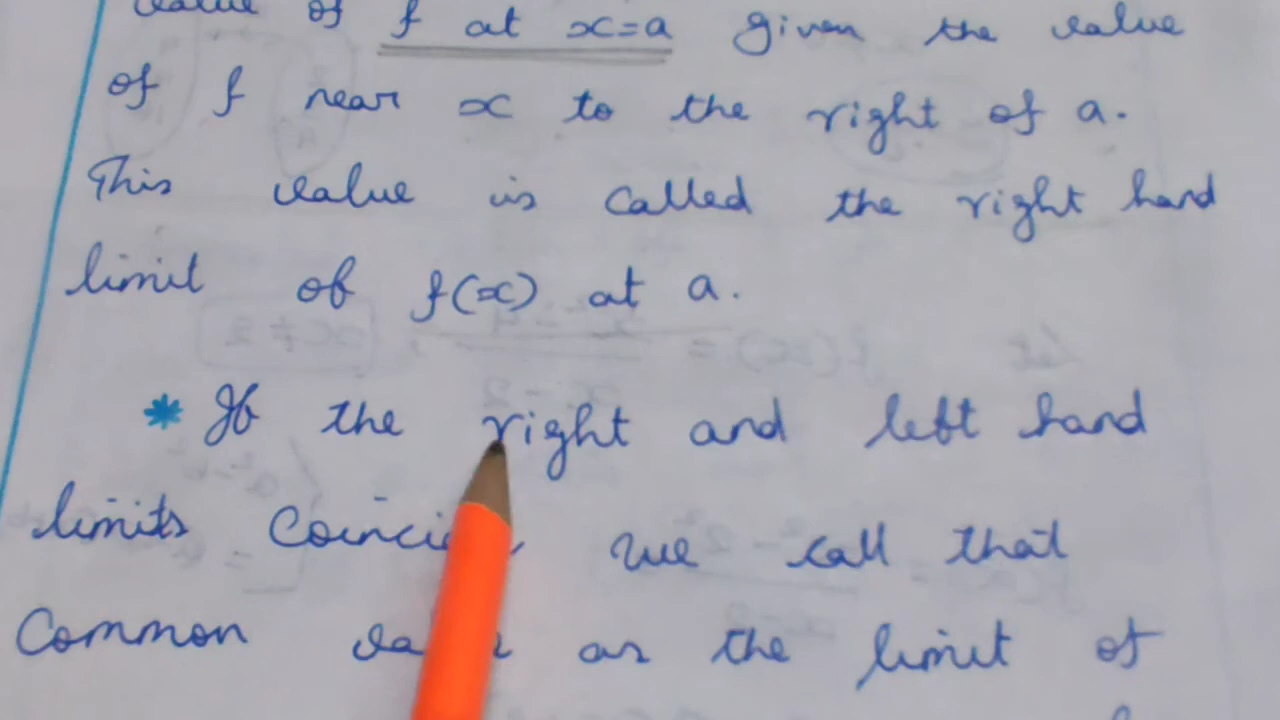 value of f at x=a given the value
of f near x to the right of a.
This value is called the right hand
limit of f(x) at a.
* If the right and left hand
limits we call that
Common as the limit of